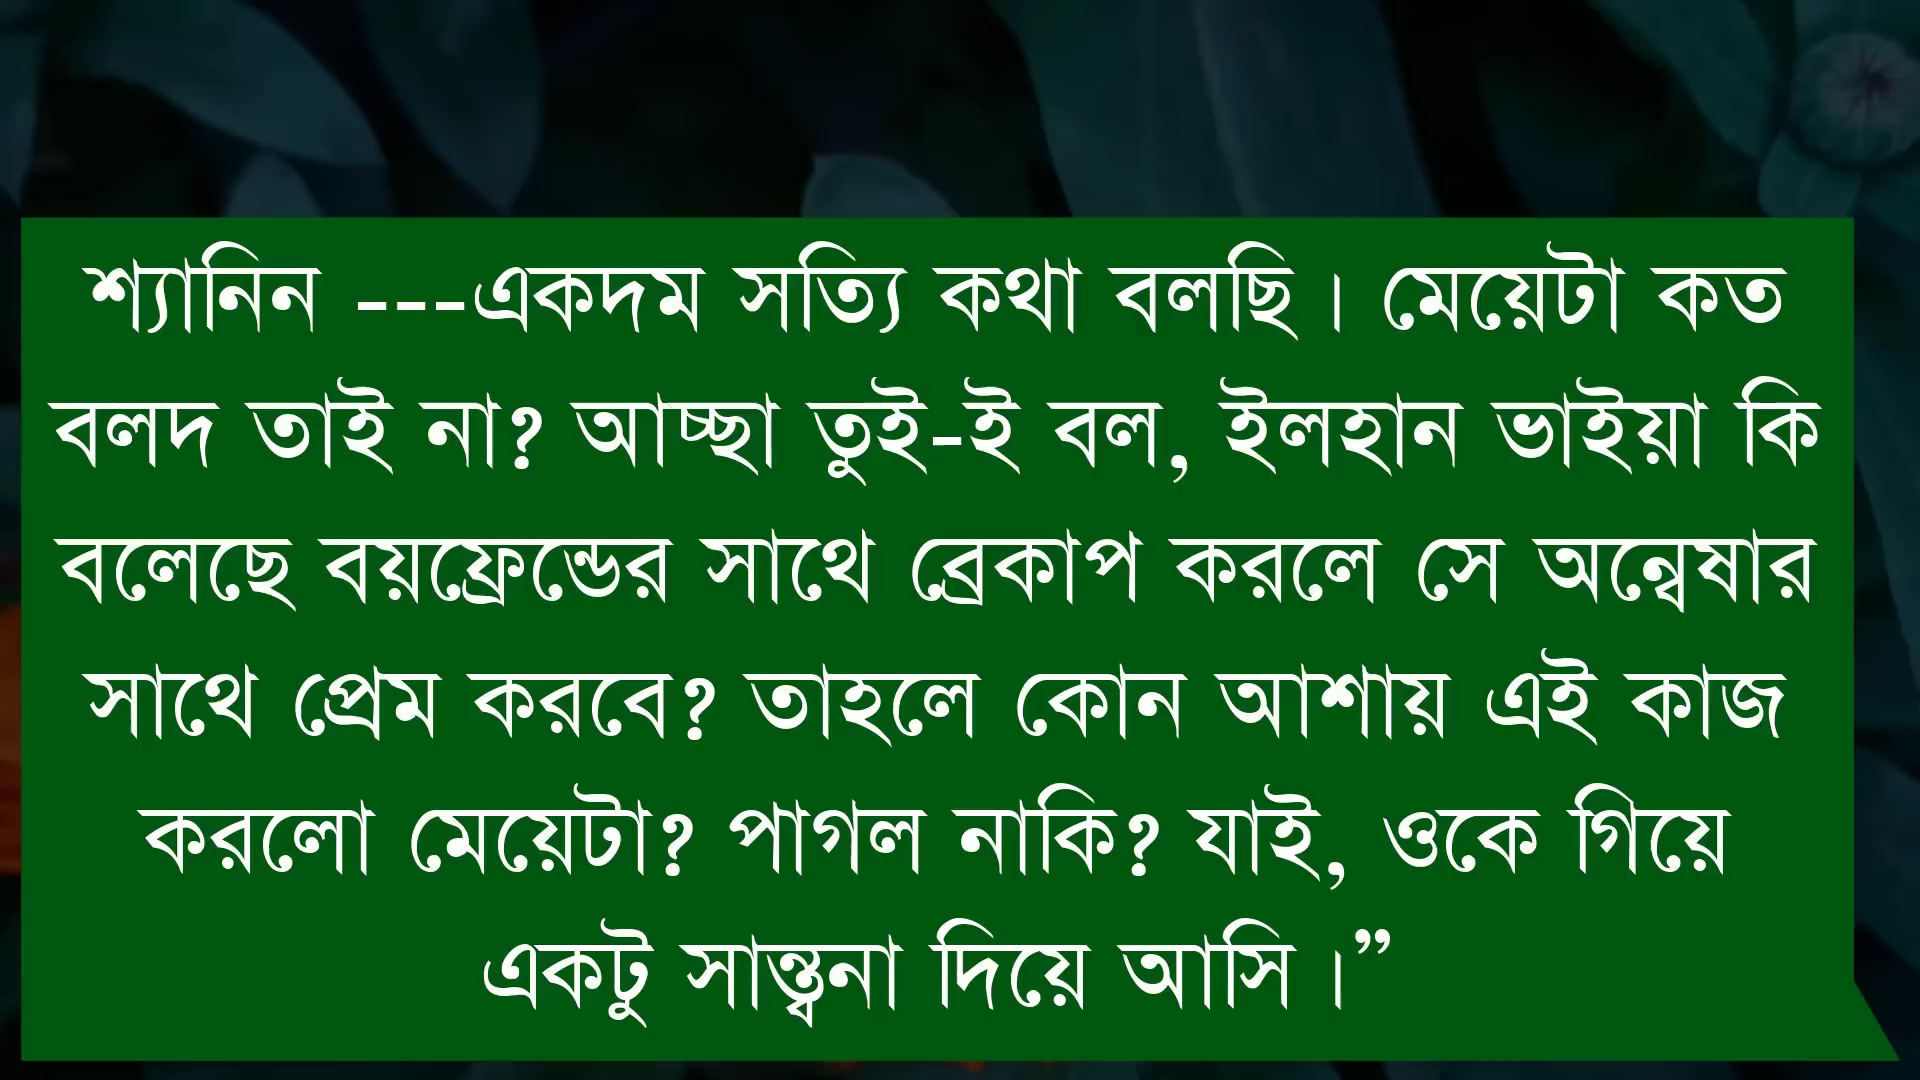 শ্যানিন ---একদম সত্যি কথা বলছি। মেয়েটা কত
বলদ তাই না? আচ্ছা তুই-ই বল, ইলহান ভাইয়া কি
বলেছে বয়ফ্রেন্ডের সাথে ব্রেকাপ করলে সে অন্বেষার
সাথে প্রেম করবে? তাহলে কোন আশায় এই কাজ
করলো মেয়েটা? পাগল নাকি? যাই, ওকে গিয়ে
একটু সান্ত্বনা দিয়ে আসি।”